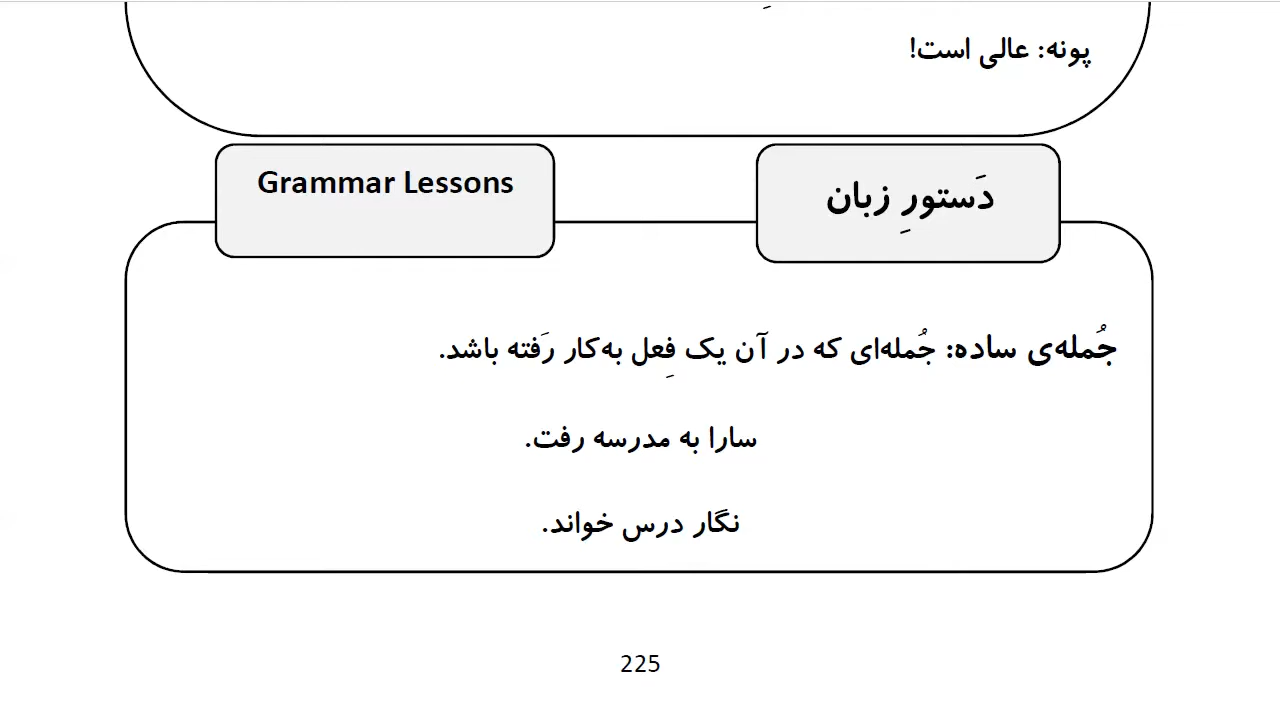 پونه: عالی است!
Grammar Lessons
دَستورِ زبان
جُمله‌ی ساده: جُمله‌ای که در آن یک فِعل به‌کار رَفته باشد.
سارا به مدرسه رفت.
نگار درس خواند.
225